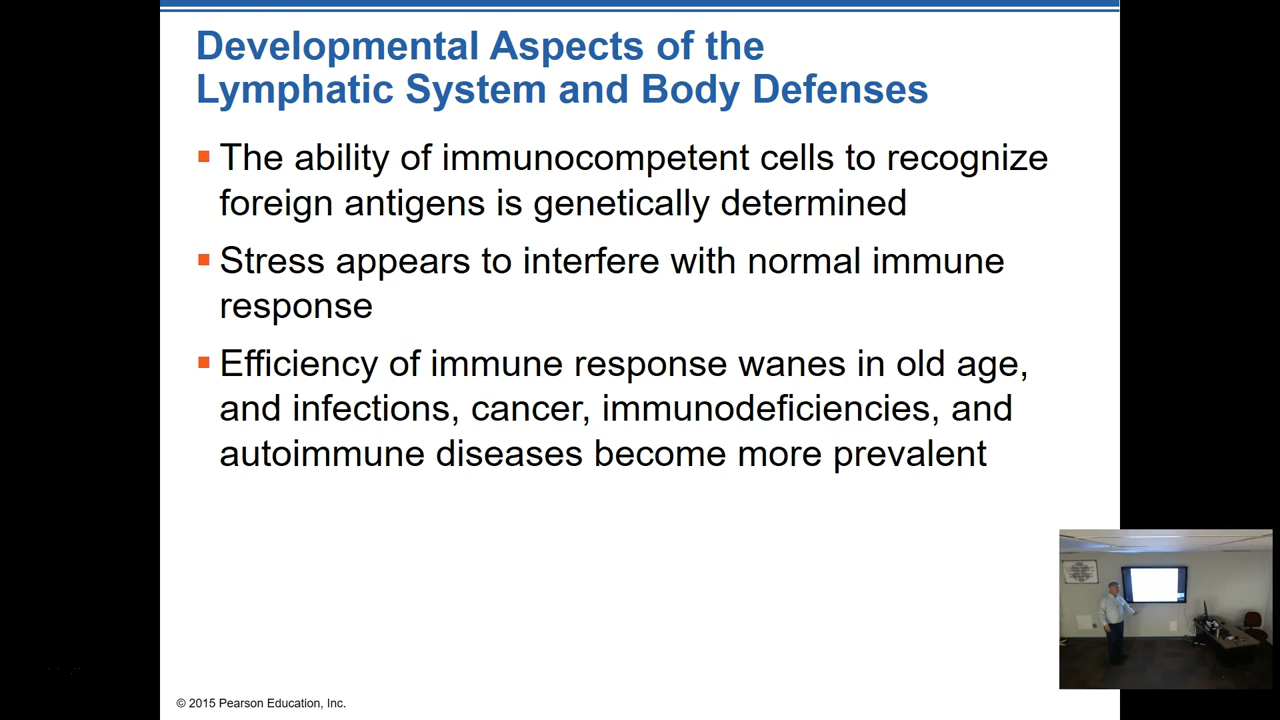 Developmental Aspects of the
Lymphatic System and Body Defenses
The ability of immunocompetent cells to recognize
foreign antigens is genetically determined
Stress appears to interfere with normal immune
response
Efficiency of immune response wanes in old age,
and infections, cancer, immunodeficiencies, and
autoimmune diseases become more prevalent
© 2015 Pearson Education, Inc.